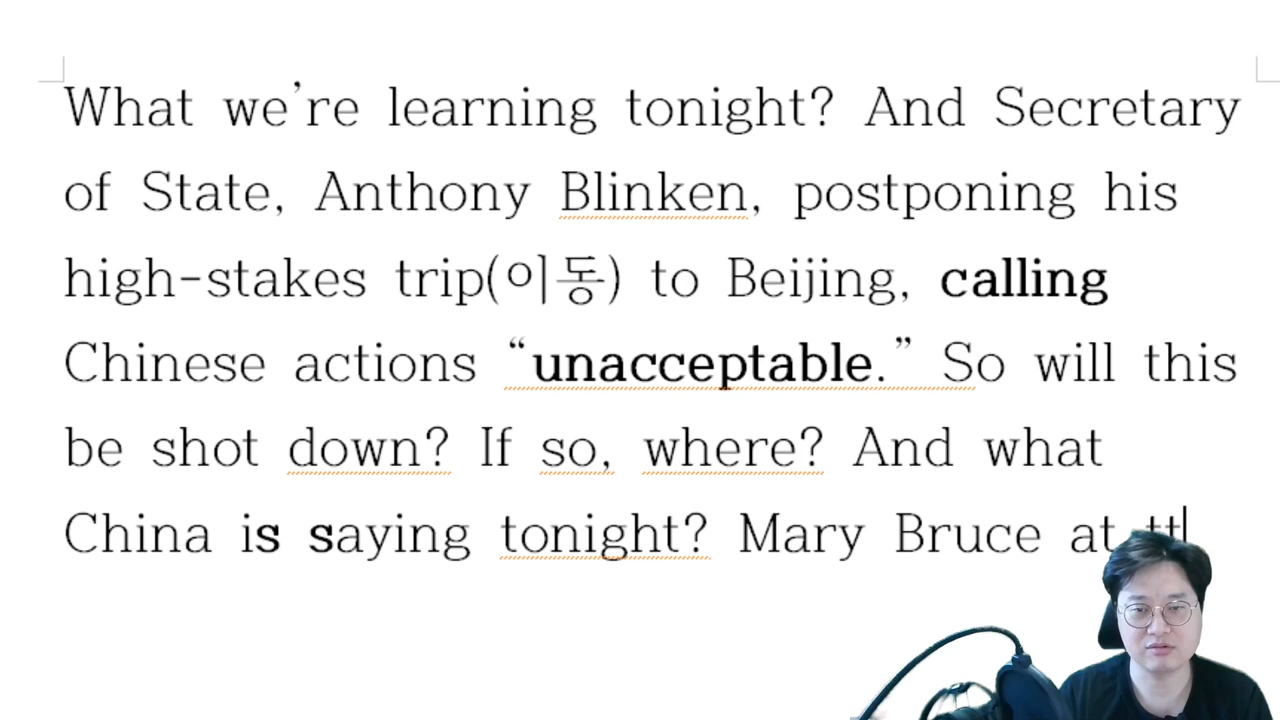 What we’re learning tonight? And Secretary
of State, Anthony Blinken, postponing his
high-stakes trip(이동) to Beijing, calling
Chinese actions “unacceptable.” So will this
be shot down? If so, where? And what
China is saying tonight? Mary Bruce at